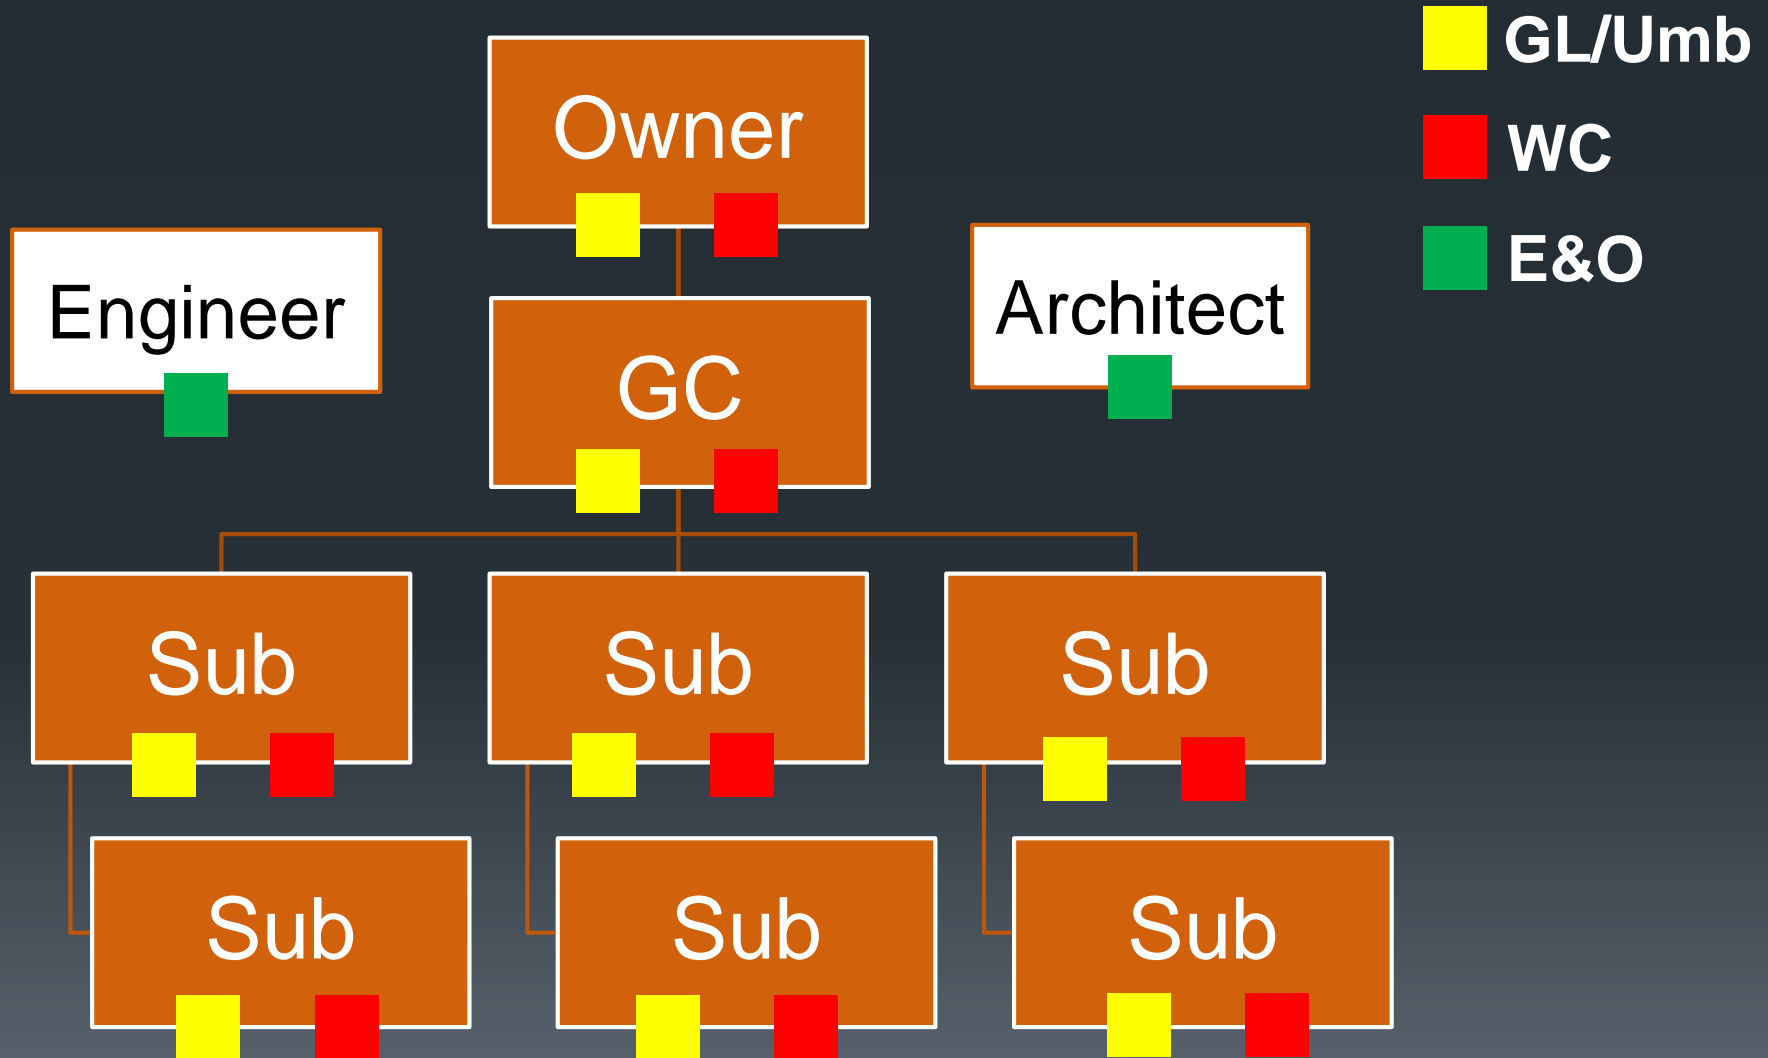 Owner
GL/Umb
WC
E&O
Engineer
Architect
GC
Sub
Sub
Sub
Sub
Sub
Sub